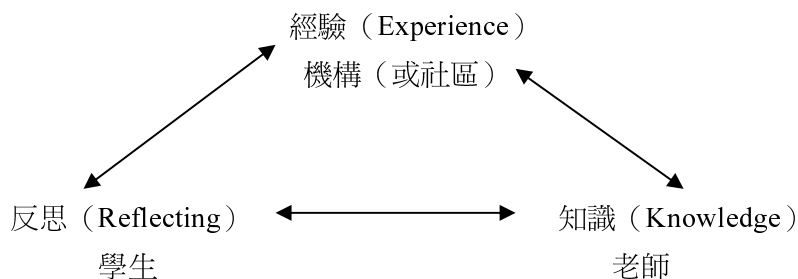 經驗（Experience）
機構（或社區）
反思（Reflecting）
知識（Knowledge）
學生
老師